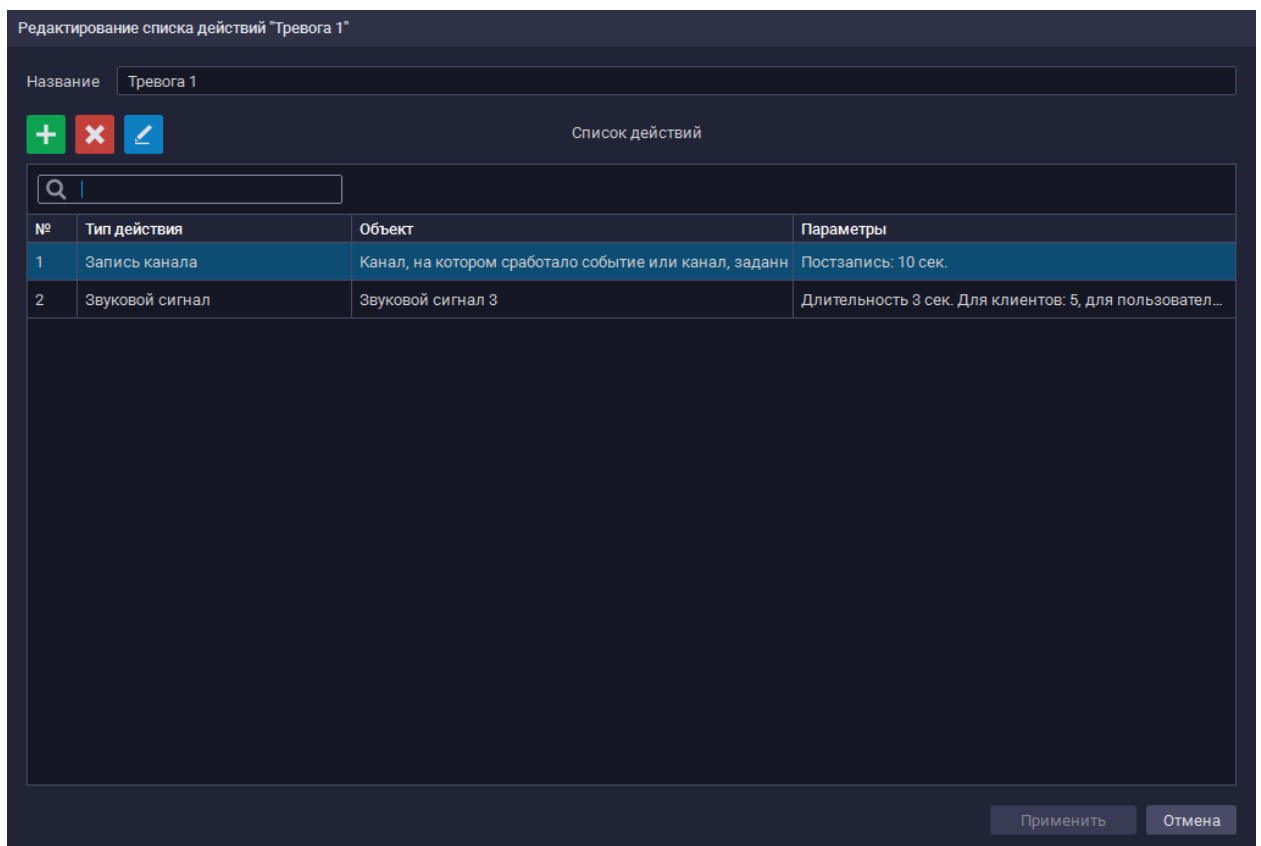 Редактирование списка действий "Тревога 1"
Название Тревога 1
Список действий
№ Тип действия Объект Параметры
1 Запись канала Канал, на котором сработало событие или канал, заданн Постзапись: 10 сек.
2 Звуковой сигнал Звуковой сигнал 3 Длительность 3 сек. Для клиентов: 5, для пользовател...
Применить Отмена